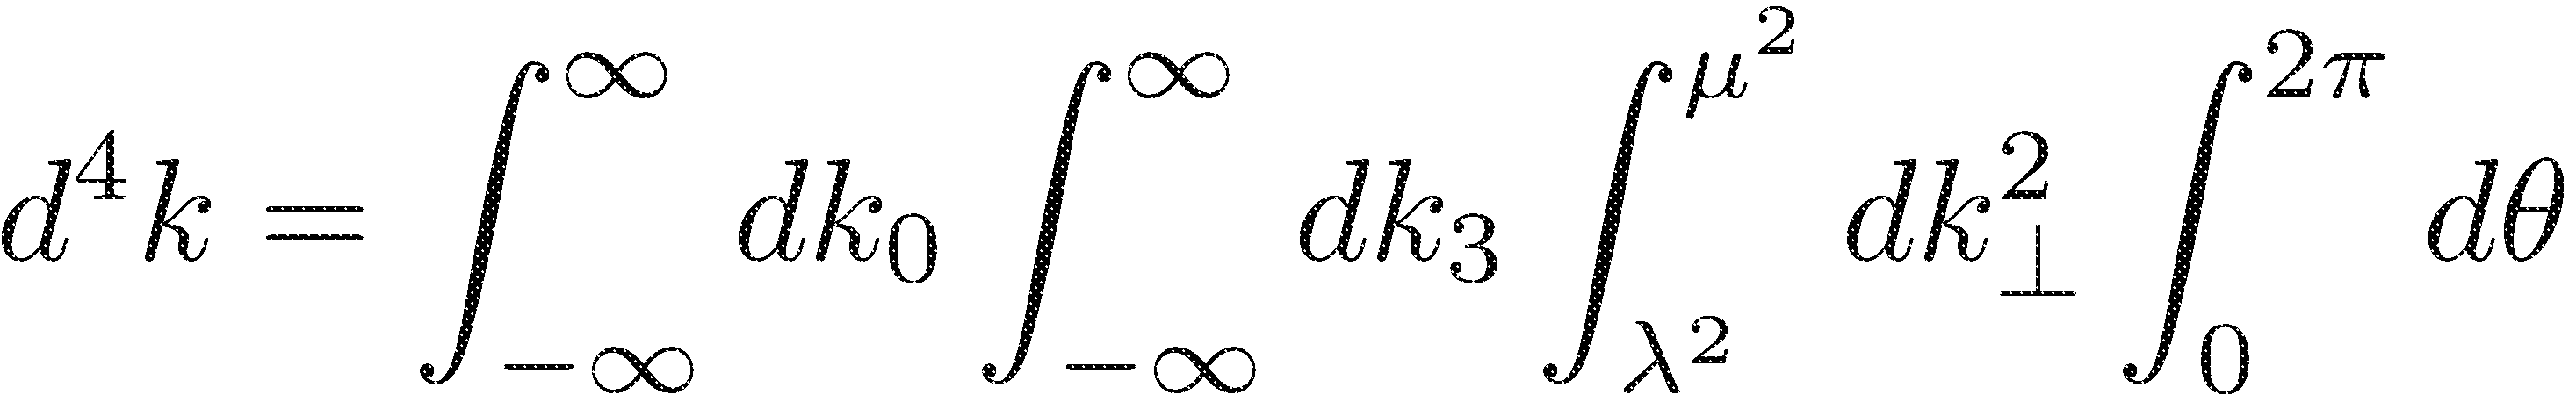 d^4 k = \int_{-\infty}^{\infty} dk_0 \int_{-\infty}^{\infty} dk_3 \int_{\lambda^2}^{\mu^2} dk_{\perp}^2 \int_0^{2\pi} d\theta